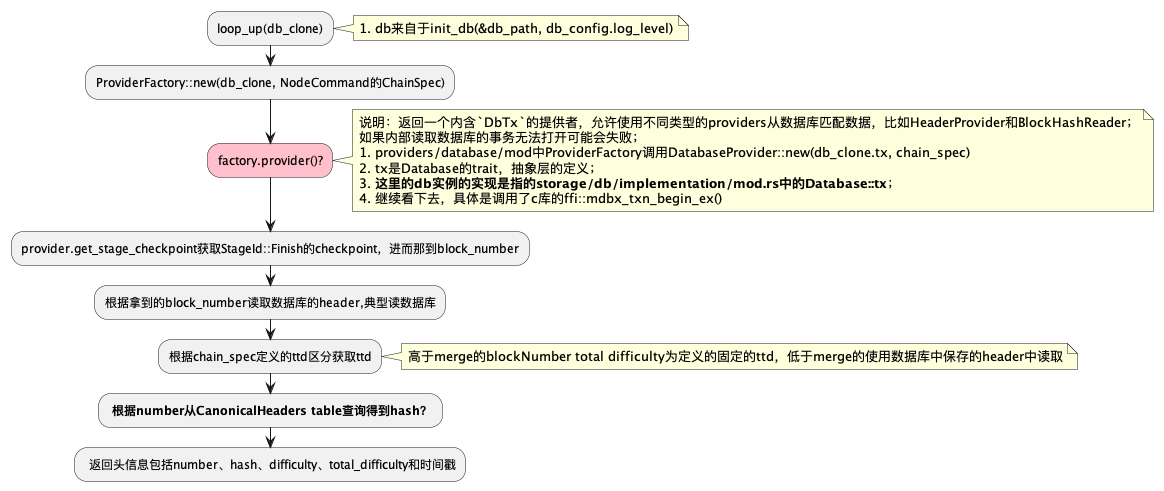 loop_up(db_clone)
1. db来自于init_db(&db_path, db_config.log_level)
ProviderFactory::new(db_clone, NodeCommand的ChainSpec)
factory.provider()?
说明：返回一个内含`DbTx`的提供者，允许使用不同类型的providers从数据库匹配数据，比如HeaderProvider和BlockHashReader；
如果内部读取数据库的事务无法打开可能会失败；
1. providers/database/mod中ProviderFactory调用DatabaseProvider::new(db_clone.tx, chain_spec)
2. tx是Database的trait，抽象层的定义；
3. 这里的db实例的实现是指的storage/db/implementation/mod.rs中的Database::tx；
4. 继续看下去，具体是调用了c库的ffi::mdbx_txn_begin_ex()
provider.get_stage_checkpoint获取StageId::Finish的checkpoint，进而那到block_number
根据拿到的block_number读取数据库的header,典型读数据库
根据chain_spec定义的ttd区分获取ttd
高于merge的blockNumber total difficulty为定义的固定的ttd，低于merge的使用数据库中保存的header中读取
根据number从CanonicalHeaders table查询得到hash?
返回头信息包括number、hash、difficulty、total_difficulty和时间戳